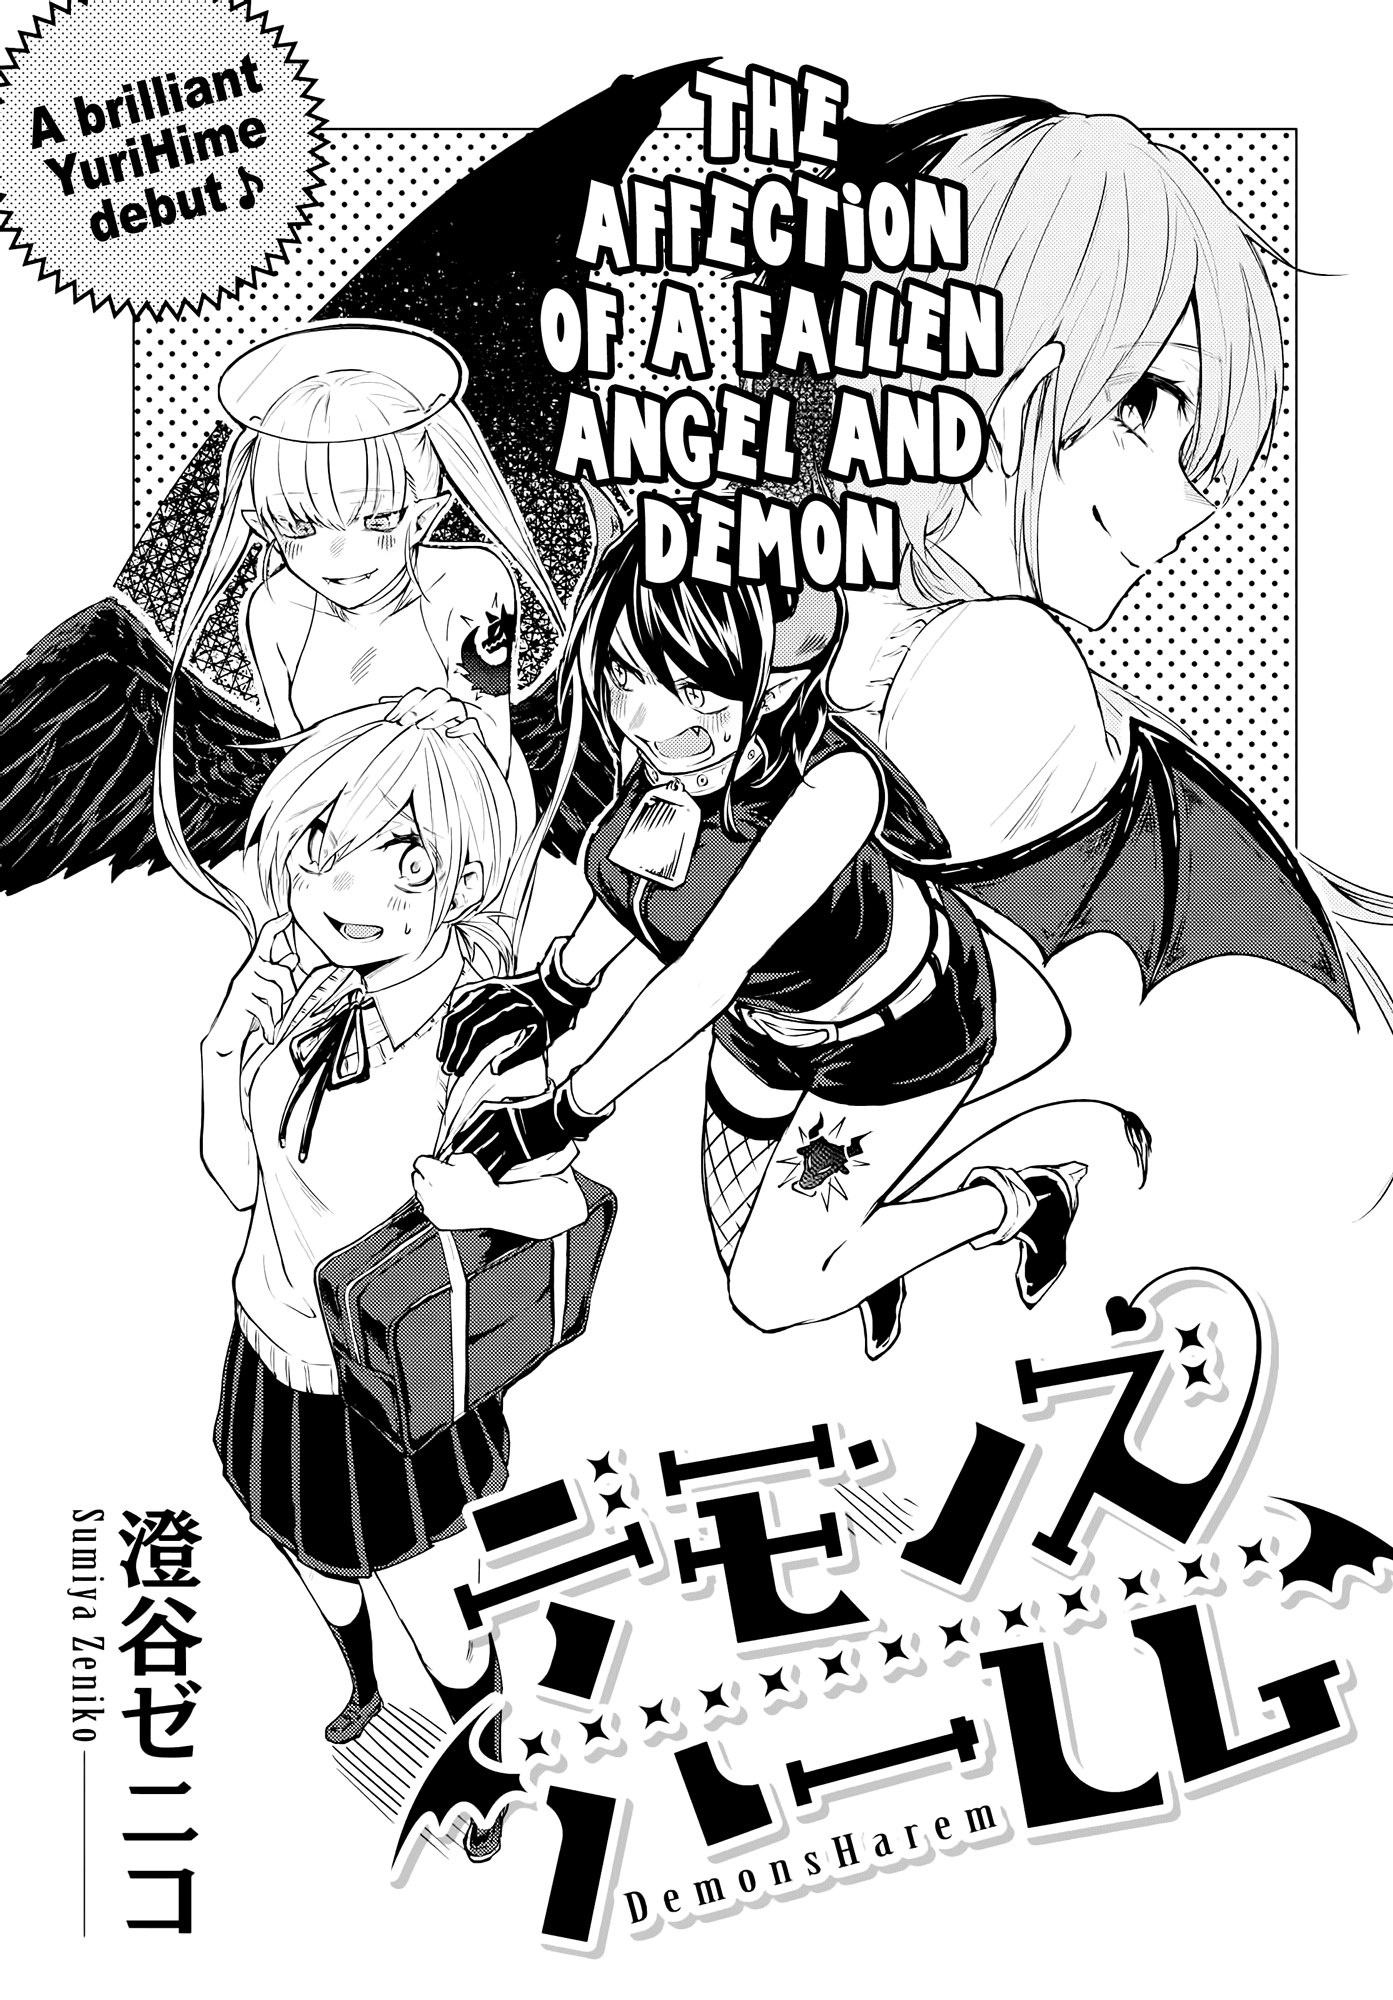 A brilliant
YuriHime
debut♪
THE
AFFECTION
OF A FALLEN
ANGEL AND
DEMON
デモンズ
ハーレム
DemonsHarem
澄谷ゼニコ
Sumiya Zeniko